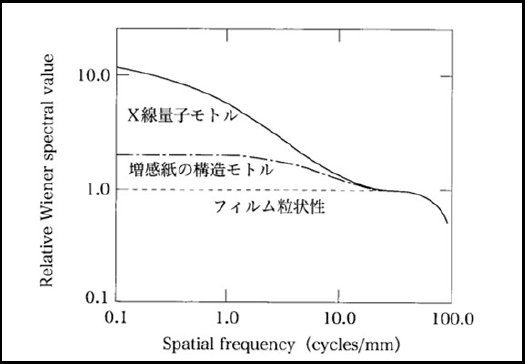 Relative Wiener spectral value
10.0
1.0
0.1
X線量子モトル
増感紙の構造モトル
フィルム粒状性
0.1
1.0
10.0
100.0
Spatial frequency (cycles/mm)